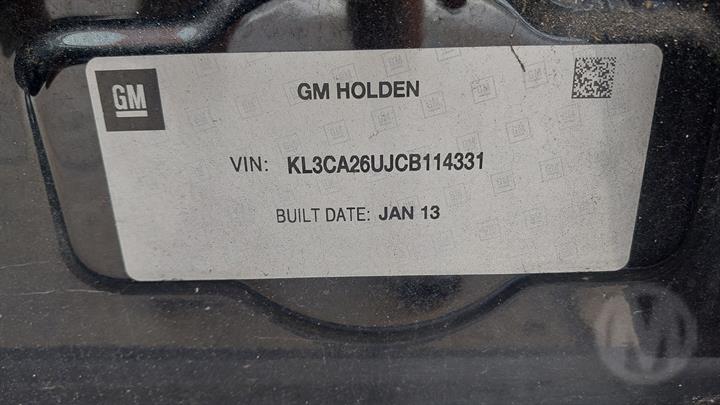 GM
GM HOLDEN
VIN: KL3CA26UJCB114331
BUILT DATE: JAN 13
M